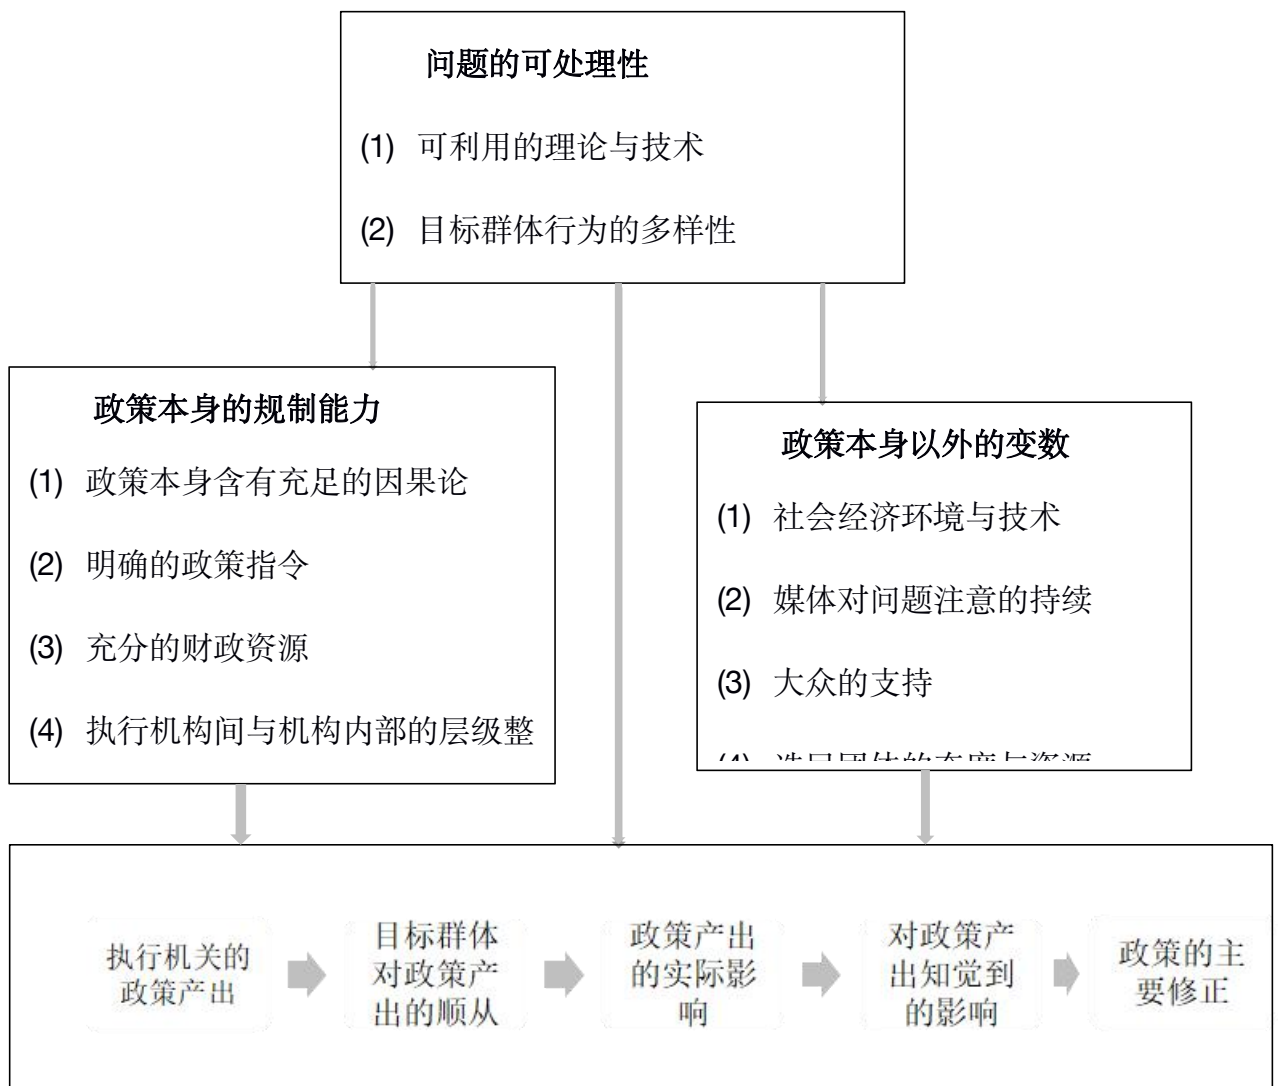 问题的可处理性
(1) 可利用的理论与技术
(2) 目标群体行为的多样性
政策本身的规制能力
(1) 政策本身含有充足的因果论
(2) 明确的政策指令
(3) 充分的财政资源
(4) 执行机构间与机构内部的层级整
政策本身以外的变数
(1) 社会经济环境与技术
(2) 媒体对问题注意的持续
(3) 大众的支持
执行机关的
政策产出
目标群体
对政策产
出的顺从
政策产出
的实际影
响
对政策产
出知觉到
的影响
政策的主
要修正